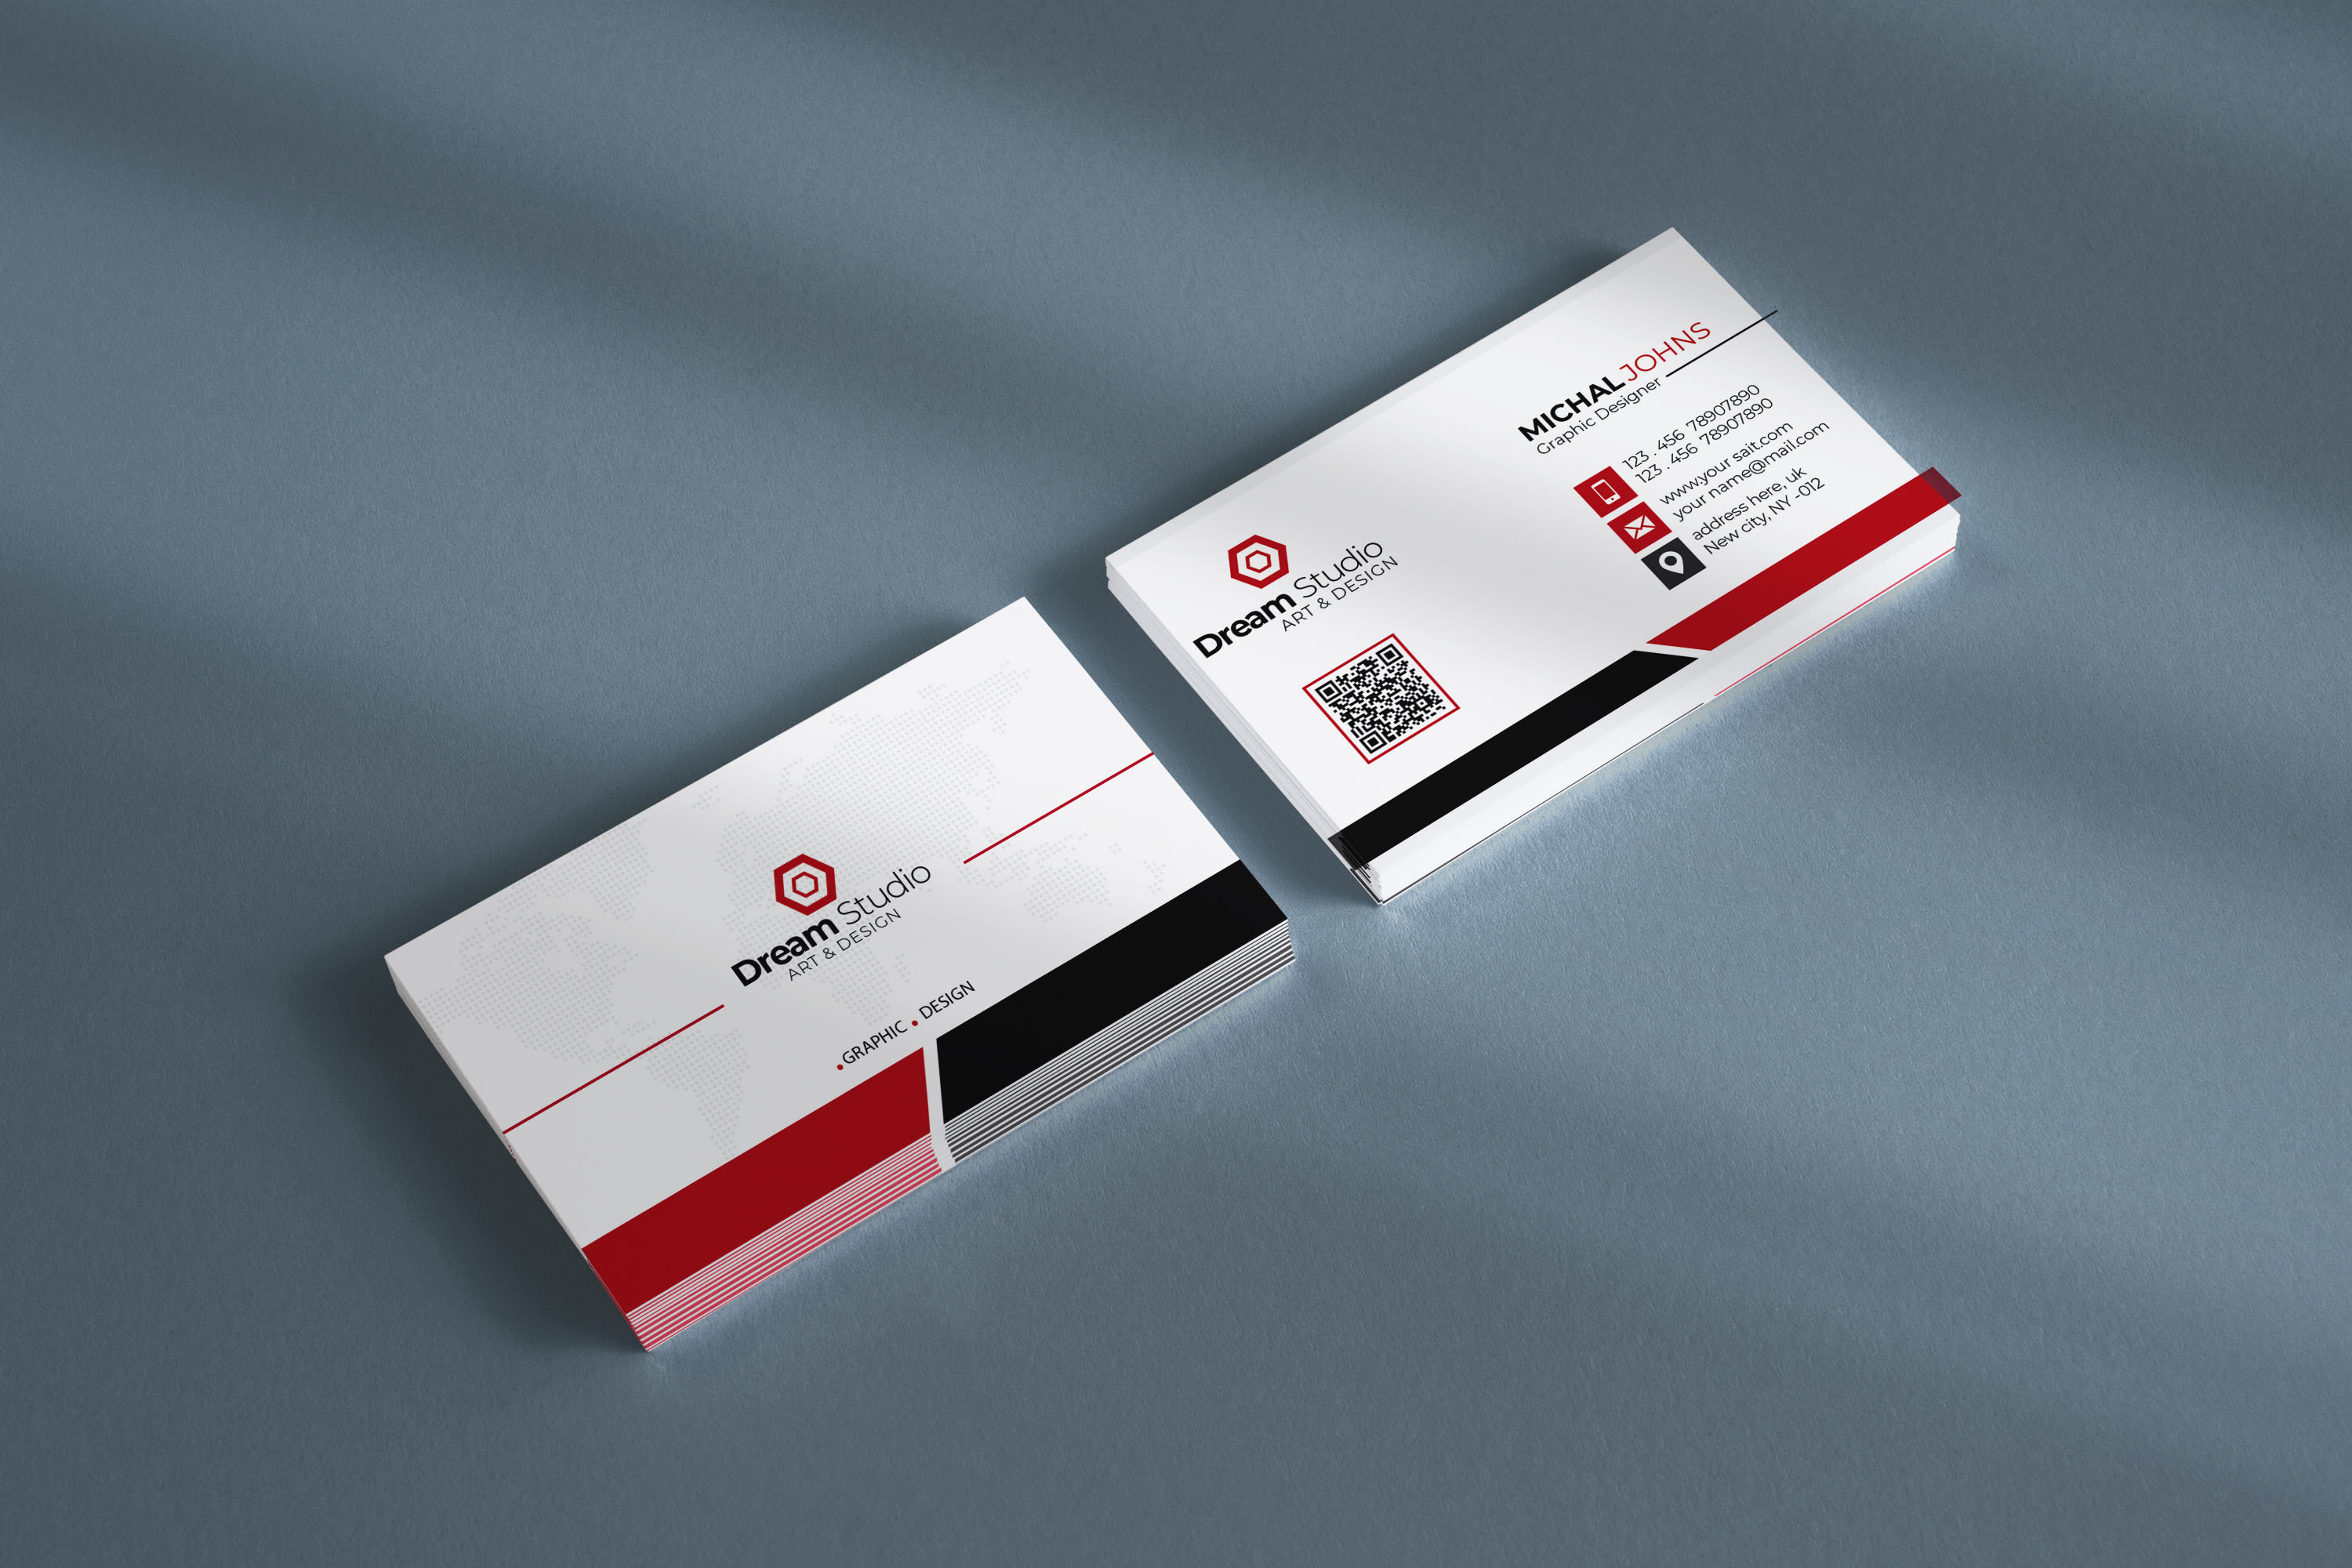 Dream Studio
ART & DESIGN
.GRAPHIC . DESIGN
Dream Studio
ART & DESIGN
MICHAL JOHNS
Graphic Designer
123 . 456 78907890
123 . 456 78907890
www.your sait.com
your name@mail.com
address here, uk
New city, NY -012